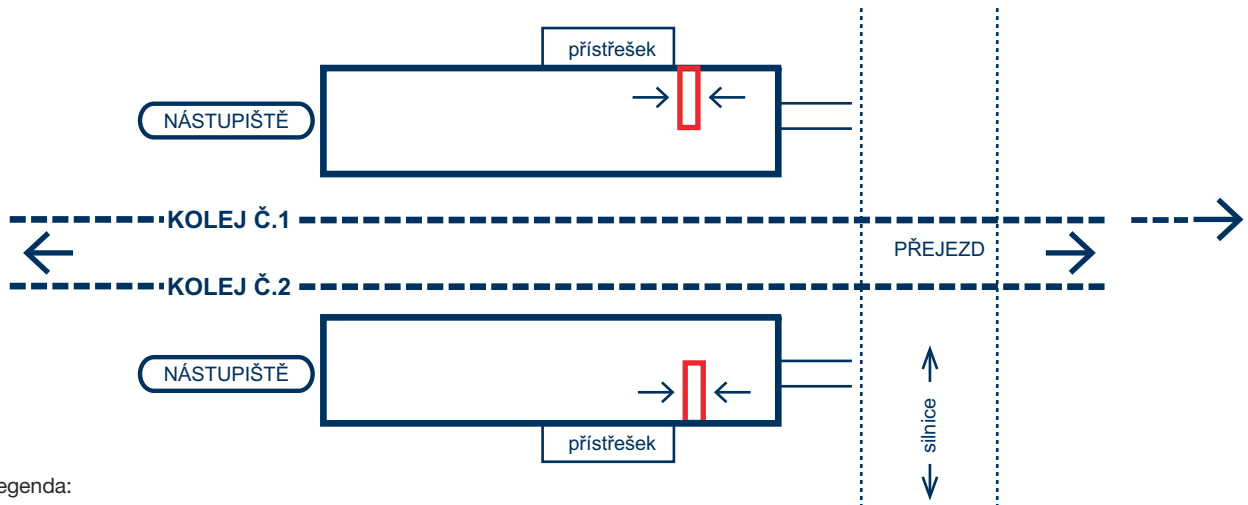 přístřešek
NÁSTUPIŠTĚ
KOLEJ Č.1
PŘEJEZD
KOLEJ Č.2
NÁSTUPIŠTĚ
silnice
přístřešek
egenda: